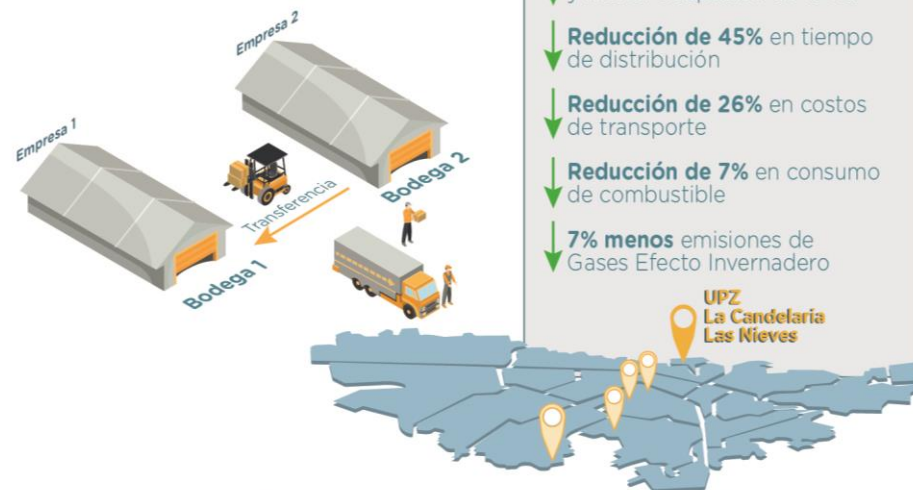 Empresa 2
Empresa 1
Transferencia
Bodega 2
Bodega 1
Reducción de 45% en tiempo
de distribución
Reducción de 26% en costos
de transporte
Reducción de 7% en consumo
de combustible
7% menos emisiones de
Gases Efecto Invernadero
UPZ
La Candelaria
Las Nieves